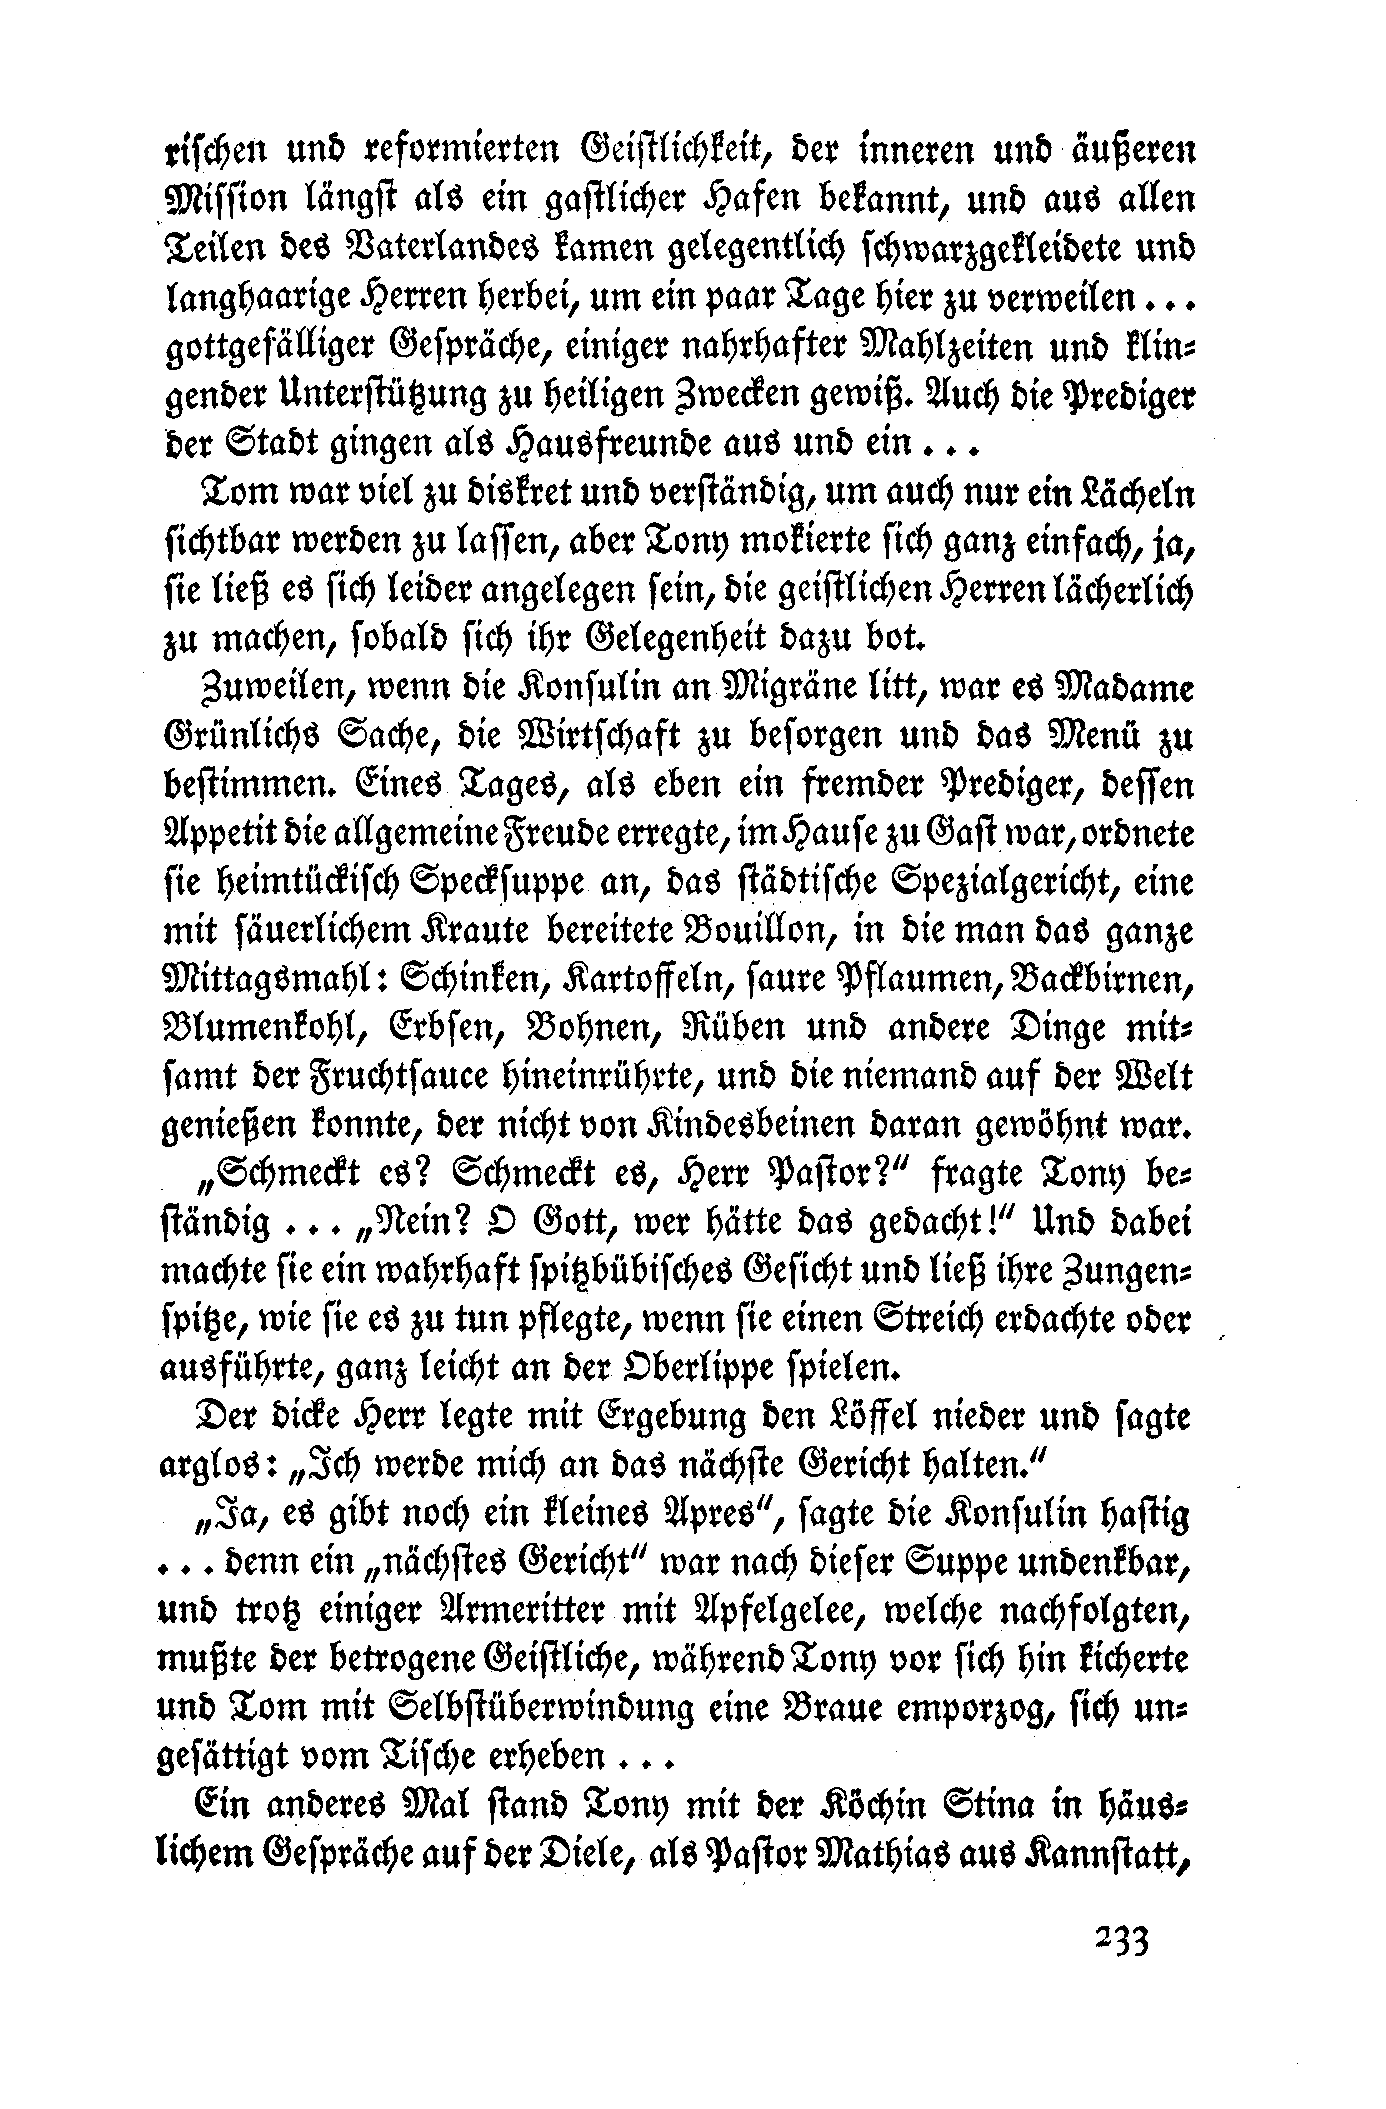 rischen und reformierten Geistlichkeit, der inneren und äußeren
Mission längst als ein gastlicher Hafen bekannt, und aus allen
Teilen des Vaterlandes kamen gelegentlich schwarzgekleidete und
langhaarige Herren herbei, um ein paar Tage hier zu verweilen . . .
gottgefälliger Gespräche, einiger nahrhafter Mahlzeiten und klin-
gender Unterstützung zu heiligen Zwecken gewiß. Auch die Prediger
der Stadt gingen als Hausfreunde aus und ein . . .
Tom war viel zu diskret und verständig, um auch nur ein Lächeln
sichtbar werden zu lassen, aber Tony mokierte sich ganz einfach, ja,
sie ließ es sich leider angelegen sein, die geistlichen Herren lächerlich
zu machen, sobald sich ihr Gelegenheit dazu bot.
Zuweilen, wenn die Konsulin an Migräne litt, war es Madame
Grünlichs Sache, die Wirtschaft zu besorgen und das Menü zu
bestimmen. Eines Tages, als eben ein fremder Prediger, dessen
Appetit die allgemeine Freude erregte, im Hause zu Gast war, ordnete
sie heimtückisch Specksuppe an, das städtische Spezialgericht, eine
mit säuerlichem Kraute bereitete Bouillon, in die man das ganze
Mittagsmahl: Schinken, Kartoffeln, saure Pflaumen, Backbirnen,
Blumenkohl, Erbsen, Bohnen, Rüben und andere Dinge mit-
samt der Fruchtsauce hineinrührte, und die niemand auf der Welt
genießen konnte, der nicht von Kindesbeinen daran gewöhnt war.
„Schmeckt es? Schmeckt es, Herr Pastor?“ fragte Tony be-
ständig . . . „Nein? O Gott, wer hätte das gedacht!“ Und dabei
machte sie ein wahrhaft spitzbübisches Gesicht und ließ ihre Zungen-
spitze, wie sie es zu tun pflegte, wenn sie einen Streich erdachte oder
ausführte, ganz leicht an der Oberlippe spielen.
Der dicke Herr legte mit Ergebung den Löffel nieder und sagte
arglos: „Ich werde mich an das nächste Gericht halten.“
„Ja, es gibt noch ein kleines Apres“, sagte die Konsulin hastig
. . . denn ein „nächstes Gericht“ war nach dieser Suppe undenkbar,
und trotz einiger Armeritter mit Apfelgelee, welche nachfolgten,
mußte der betrogene Geistliche, während Tony vor sich hin kicherte
und Tom mit Selbstüberwindung eine Braue emporzog, sich un-
gesättigt vom Tische erheben . . .
Ein anderes Mal stand Tony mit der Köchin Stina in häus-
lichem Gespräche auf der Diele, als Pastor Mathias aus Kannstatt,
233